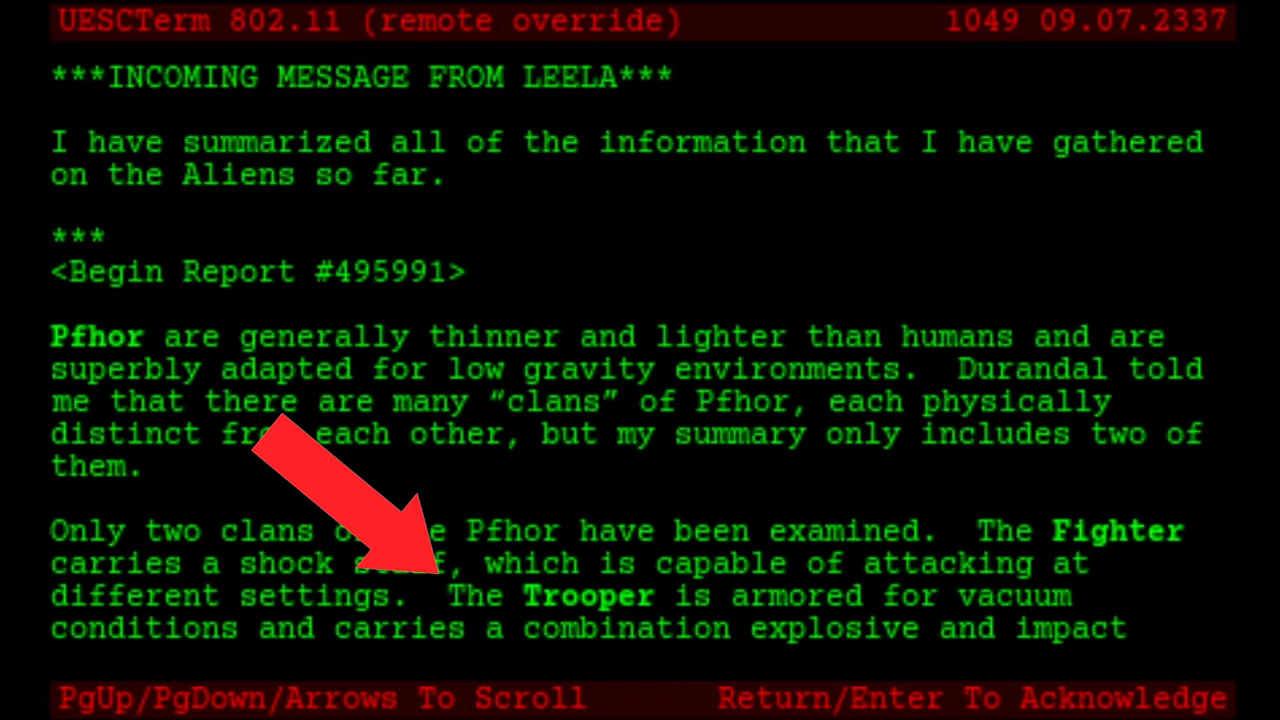 UESCTerm 802.11 (remote override) 1049 09.07.2337
***INCOMING MESSAGE FROM LEELA***
I have summarized all of the information that I have gathered
on the Aliens so far.
***
<Begin Report #495991>
Pfhor are generally thinner and lighter than humans and are
superbly adapted for low gravity environments. Durandal told
me that there are many “clans” of Pfhor, each physically
distinct each other, but my summary only includes two of
them.
Only two clans Pfhor have been examined. The Fighter
carries a shock which is capable of attacking at
different settings. The Trooper is armored for vacuum
conditions and carries a combination explosive and impact
PgUp/PgDown/Arrows To Scroll Return/Enter To Acknowledge